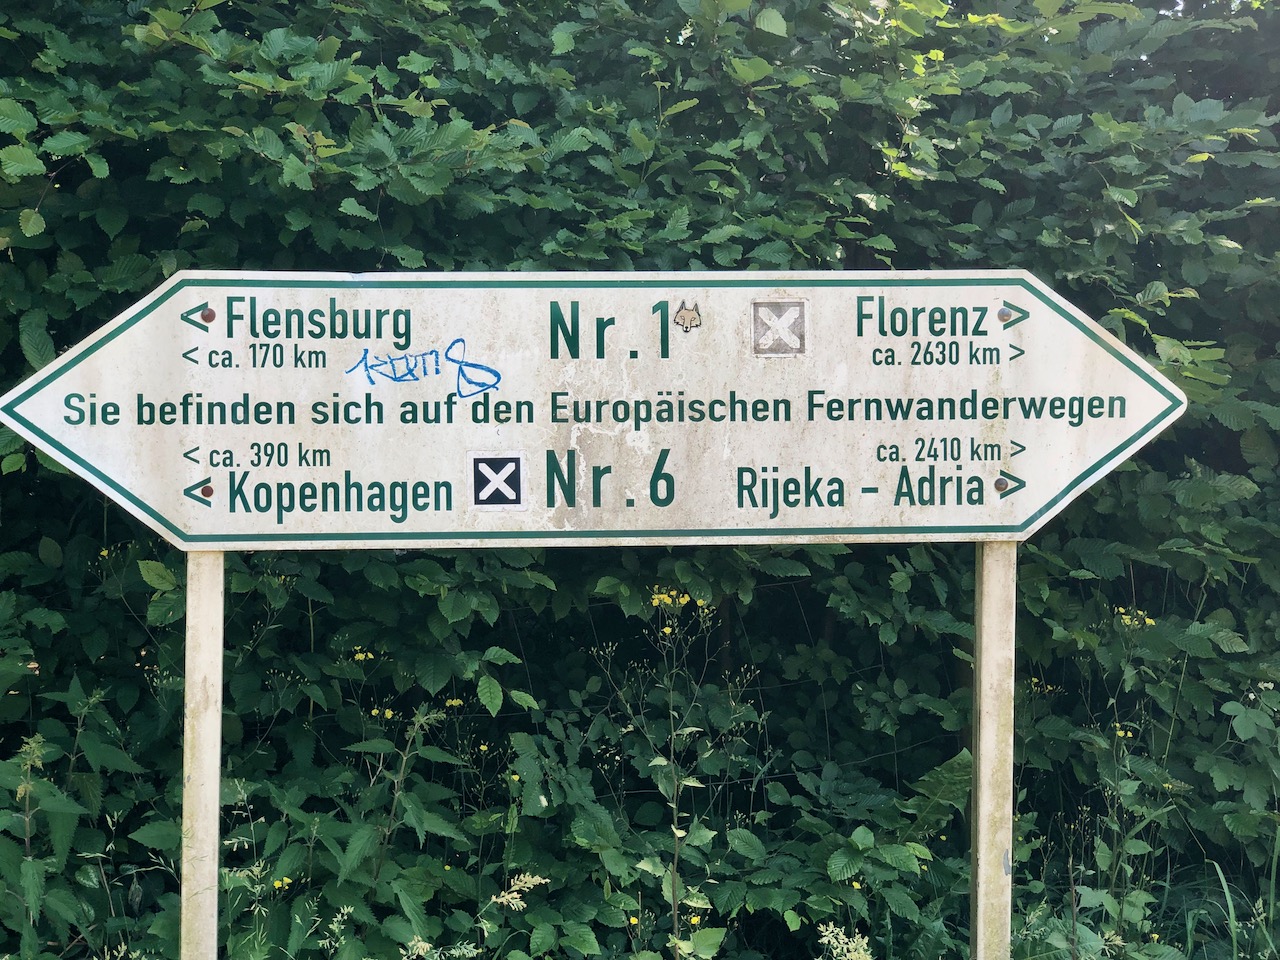 < Flensburg Nr.1 Florenz >
< ca. 170 km ca. 2630 km >
Sie befinden sich auf den Europäischen Fernwanderwegen
< ca. 390 km ca. 2410 km >
< Kopenhagen Nr.6 Rijeka - Adria >